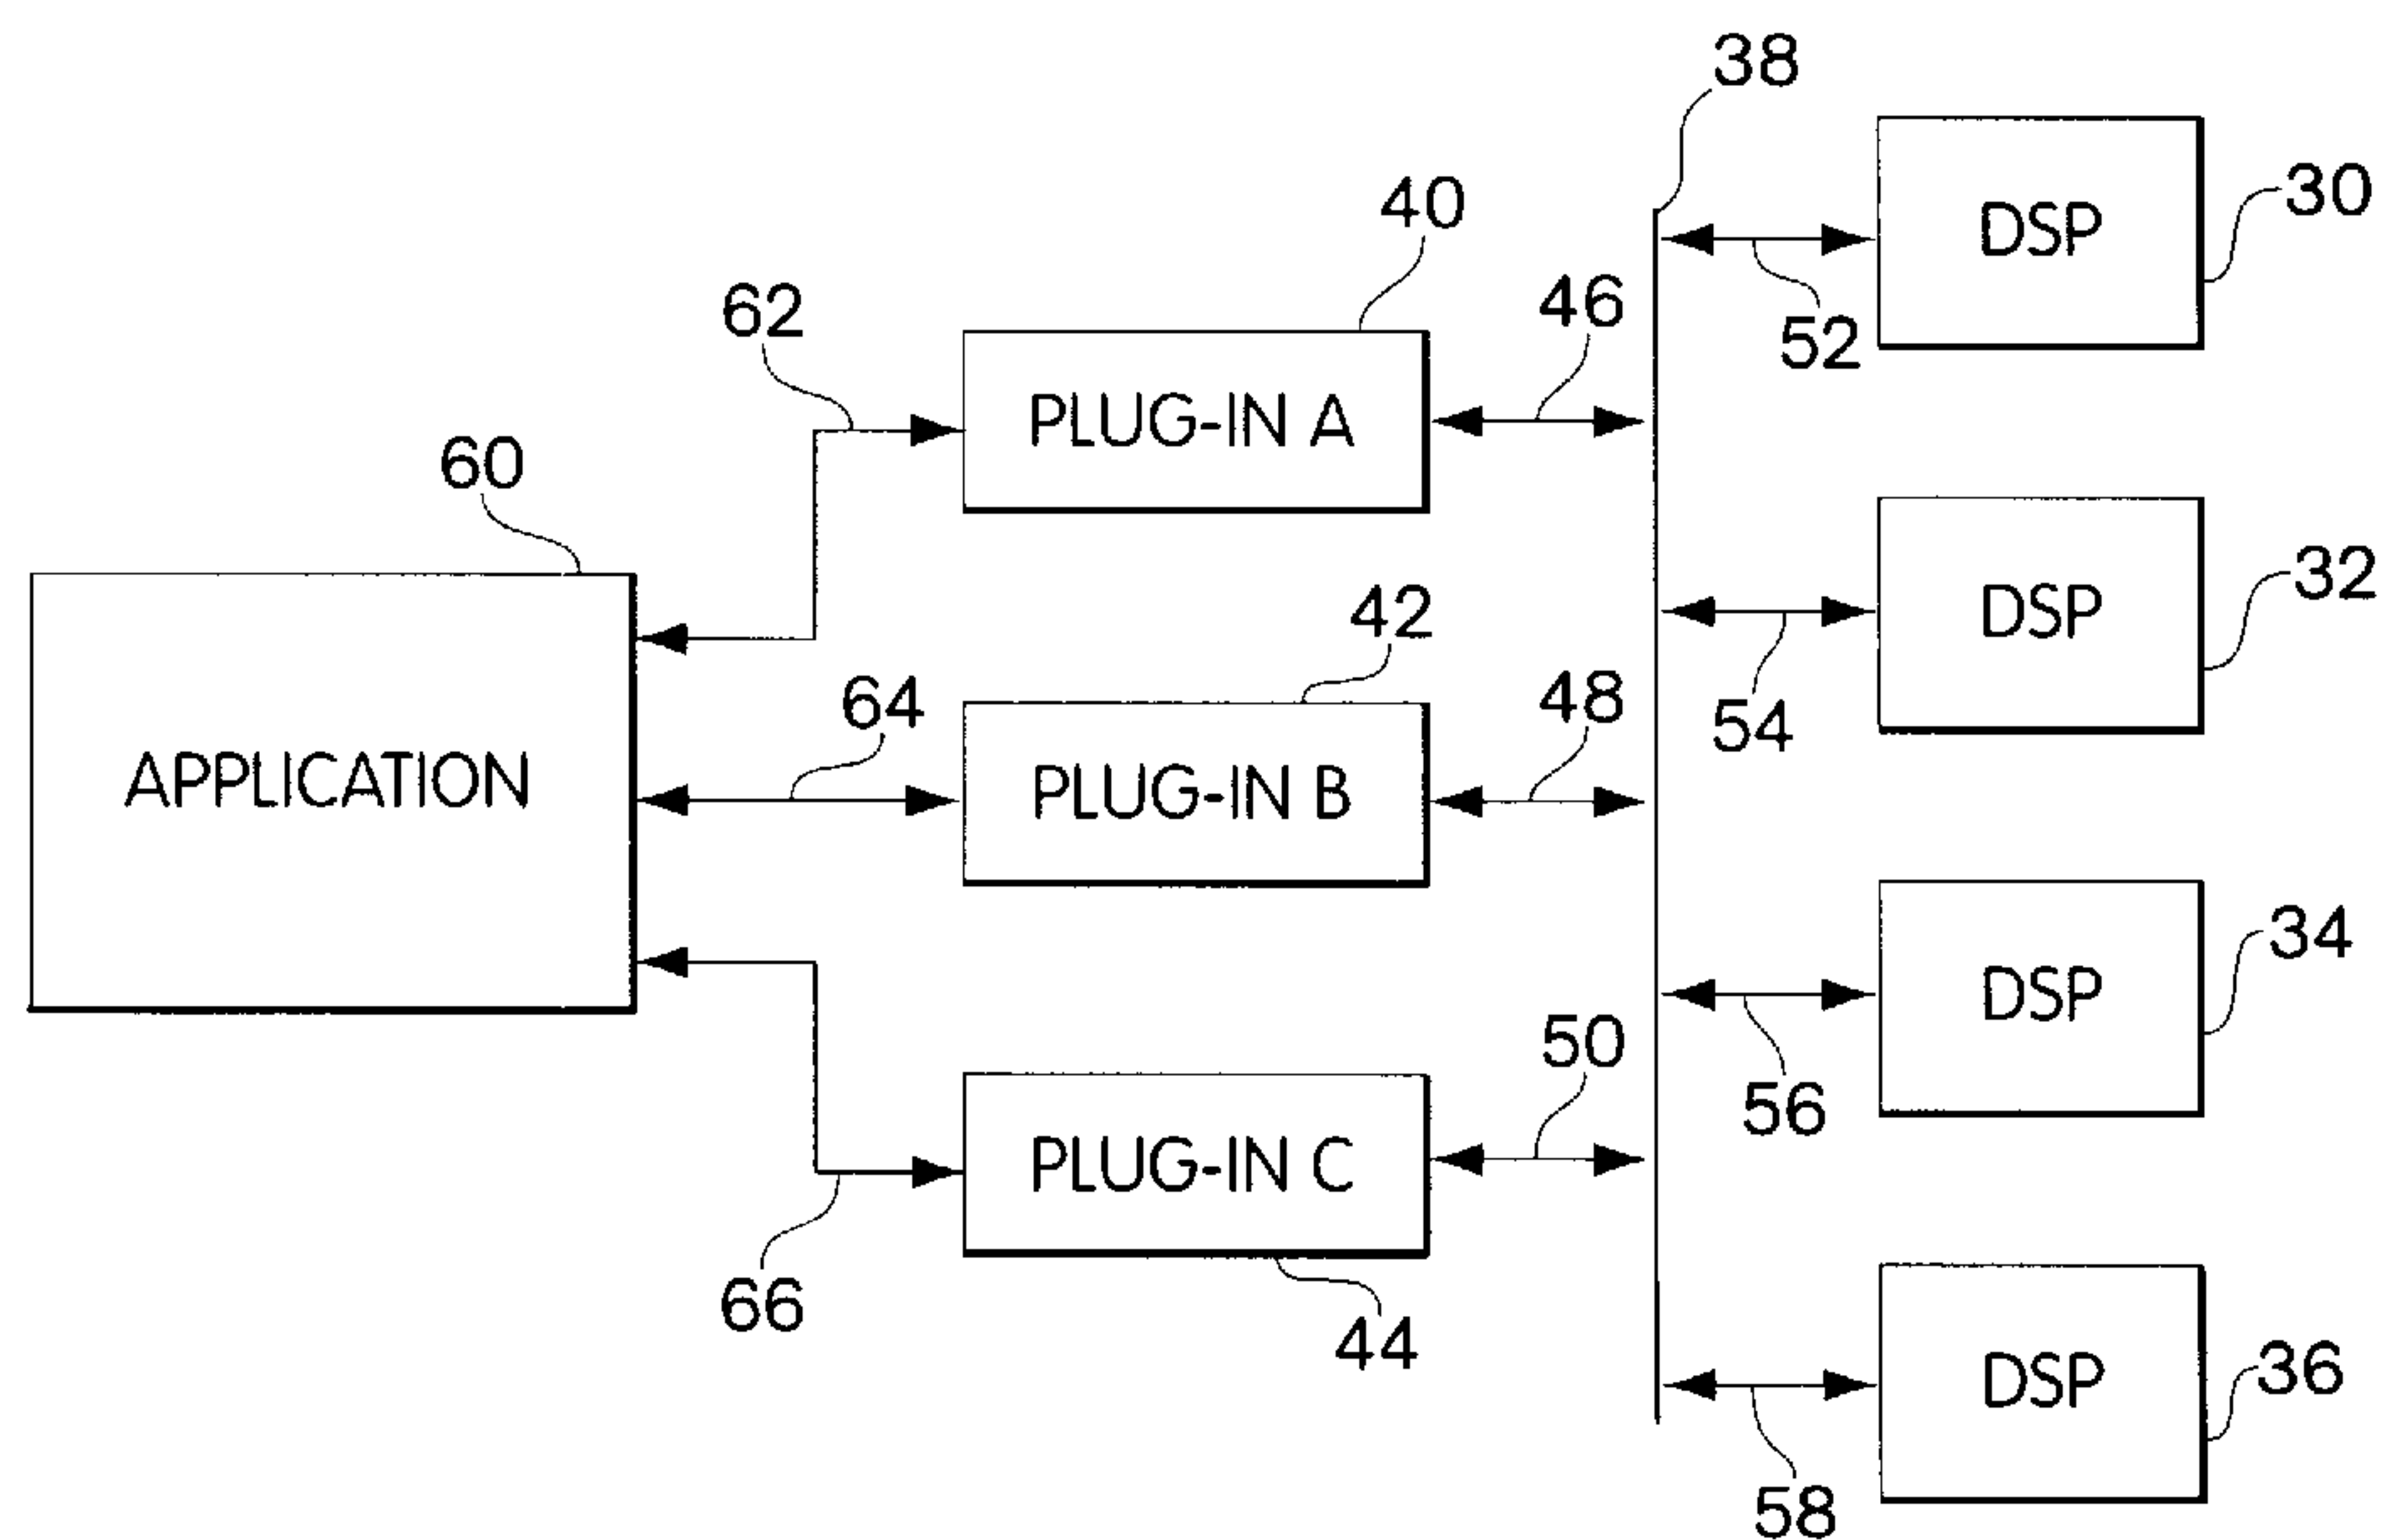 38
30
DSP
40
46
52
62
PLUG-IN A
60
32
DSP
42
54
64
48
APPLICATION
PLUG-IN B
34
DSP
50
56
PLUG-IN C
66
44
36
DSP
58